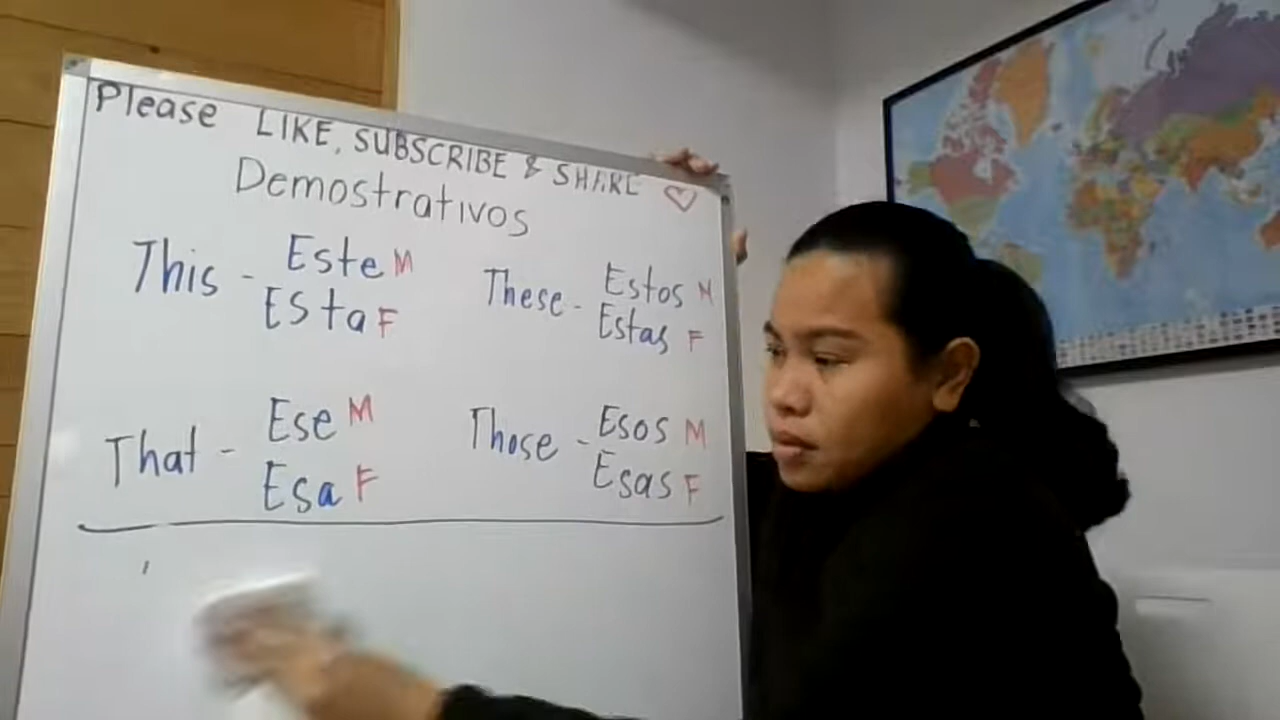 Please LIKE, SUBSCRIBE & SHARE
Demostrativos
This - Este M
Esta F
These - Estos M
Estas F
That - Ese M
Esa F
Those - Esos M
Esas F